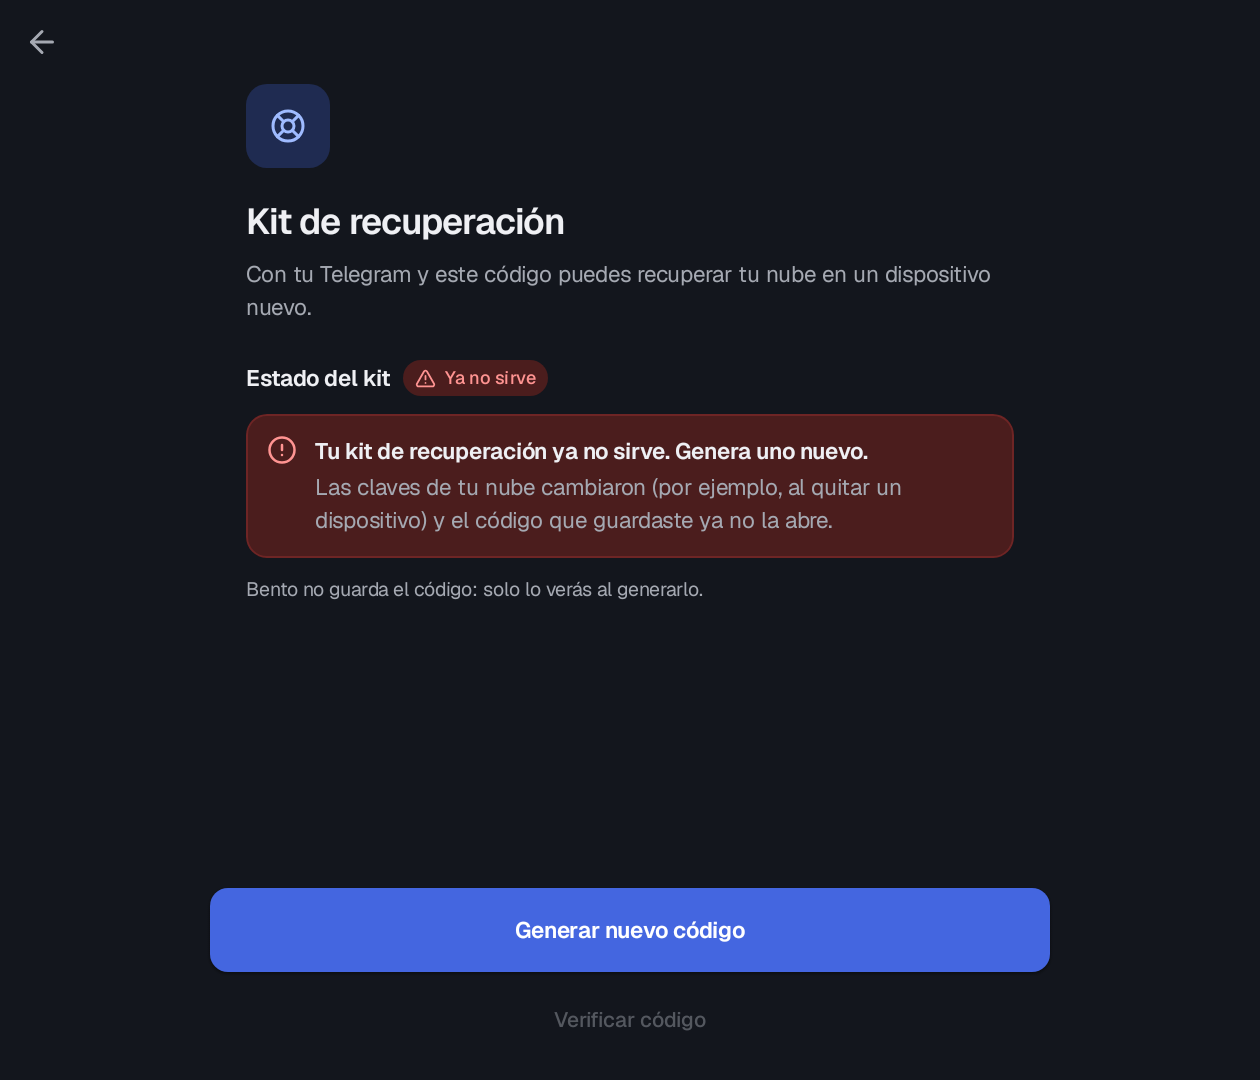 Kit de recuperación
Con tu Telegram y este código puedes recuperar tu nube en un dispositivo
nuevo.
Estado del kit
Ya no sirve
Tu kit de recuperación ya no sirve. Genera uno nuevo.
Las claves de tu nube cambiaron (por ejemplo, al quitar un
dispositivo) y el código que guardaste ya no la abre.
Bento no guarda el código: solo lo verás al generarlo.
Generar nuevo código
Verificar código